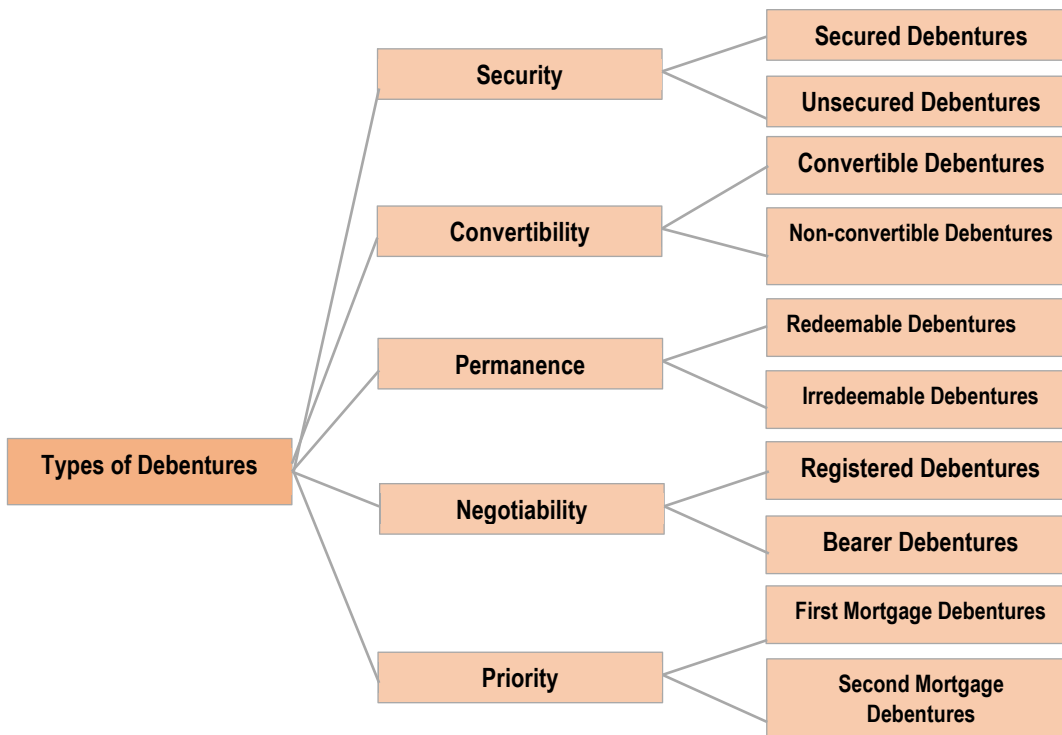 Types of Debentures
Security
Secured Debentures
Unsecured Debentures
Convertibility
Convertible Debentures
Non-convertible Debentures
Permanence
Redeemable Debentures
Irredeemable Debentures
Negotiability
Registered Debentures
Bearer Debentures
Priority
First Mortgage Debentures
Second Mortgage
Debentures